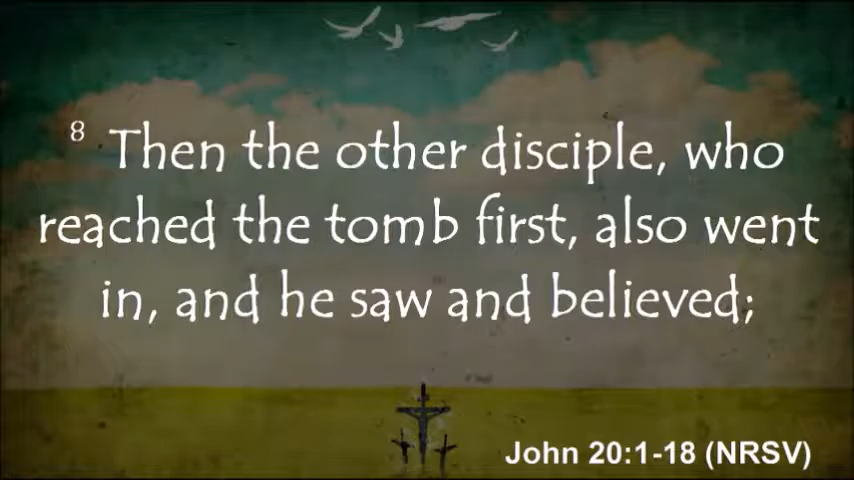 8 Then the other disciple, who
reached the tomb first, also went
in, and he saw and believed;
John 20:1-18 (NRSV)